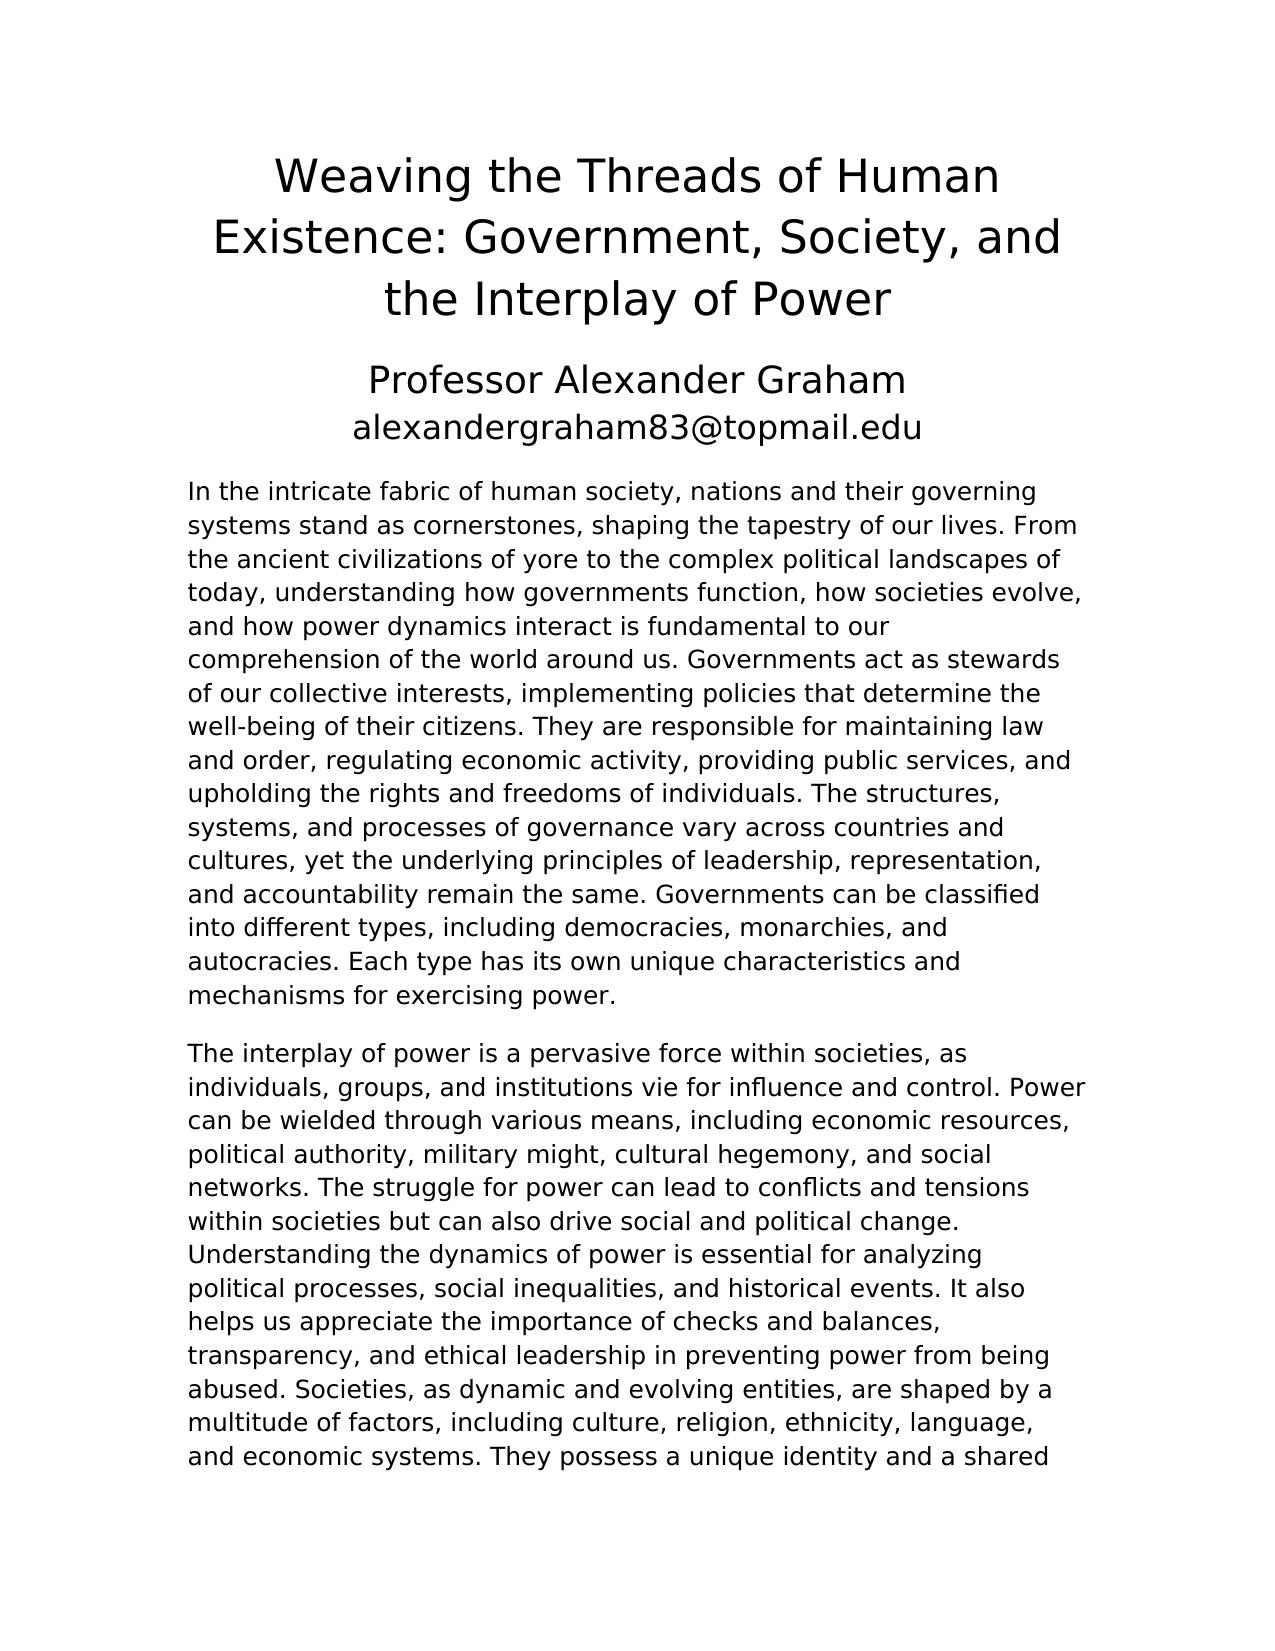 Weaving the Threads of Human
Existence: Government, Society, and
the Interplay of Power
Professor Alexander Graham
alexandergraham83@topmail.edu
In the intricate fabric of human society, nations and their governing
systems stand as cornerstones, shaping the tapestry of our lives. From
the ancient civilizations of yore to the complex political landscapes of
today, understanding how governments function, how societies evolve,
and how power dynamics interact is fundamental to our
comprehension of the world around us. Governments act as stewards
of our collective interests, implementing policies that determine the
well-being of their citizens. They are responsible for maintaining law
and order, regulating economic activity, providing public services, and
upholding the rights and freedoms of individuals. The structures,
systems, and processes of governance vary across countries and
cultures, yet the underlying principles of leadership, representation,
and accountability remain the same. Governments can be classified
into different types, including democracies, monarchies, and
autocracies. Each type has its own unique characteristics and
mechanisms for exercising power.
The interplay of power is a pervasive force within societies, as
individuals, groups, and institutions vie for influence and control. Power
can be wielded through various means, including economic resources,
political authority, military might, cultural hegemony, and social
networks. The struggle for power can lead to conflicts and tensions
within societies but can also drive social and political change.
Understanding the dynamics of power is essential for analyzing
political processes, social inequalities, and historical events. It also
helps us appreciate the importance of checks and balances,
transparency, and ethical leadership in preventing power from being
abused. Societies, as dynamic and evolving entities, are shaped by a
multitude of factors, including culture, religion, ethnicity, language,
and economic systems. They possess a unique identity and a shared